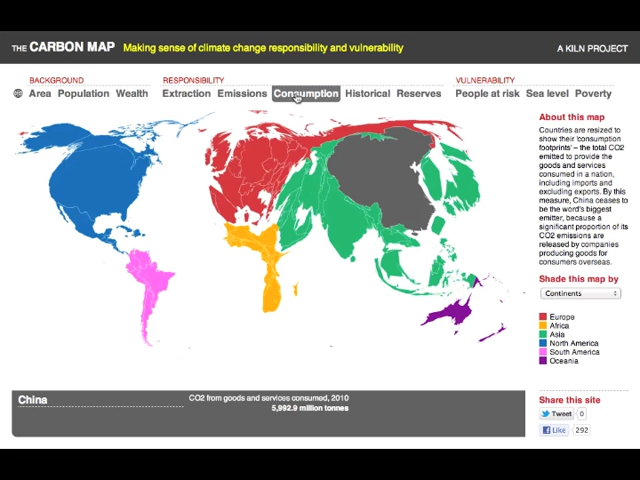 THE CARBON MAP Making sense of climate change responsibility and vulnerability A KILN PROJECT
BACKGROUND RESPONSIBILITY VULNERABILITY
Area Population Wealth Extraction Emissions Consumption Historical Reserves People at risk Sea level Poverty
About this map
Countries are resized to
show their 'consumption
footprints' – the total CO2
emitted to provide the
goods and services
consumed in a nation,
including imports and
excluding exports. By this
measure, China ceases to
be the word's biggest
emitter, because a
significant proportion of its
CO2 emissions are
released by companies
producing goods for
consumers overseas.
Shade this map by
Continents
Europe
Africa
Asia
North America
South America
Oceania
China CO2 from goods and services consumed, 2010
5,992.9 million tonnes
Share this site
Tweet 0
Like 292